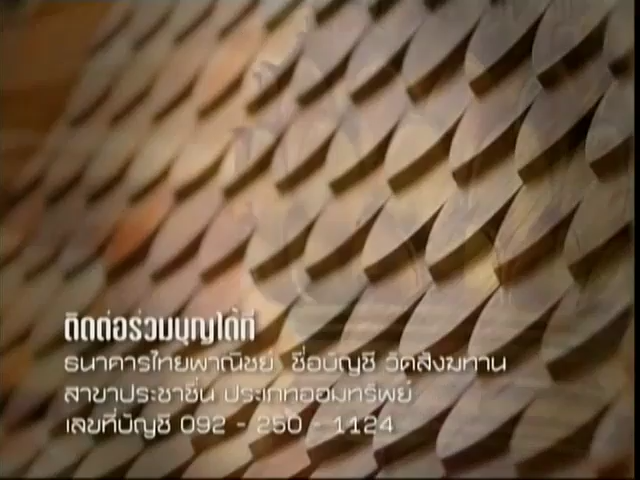 ติดต่อร่วมบุญได้ที่
ธนาคารไทยพาณิชย์ ชื่อบัญชี วัดสังฆทาน
สาขาประชาชื่น ประเภทออมทรัพย์
เลขที่บัญชี 092 - 250 - 1124